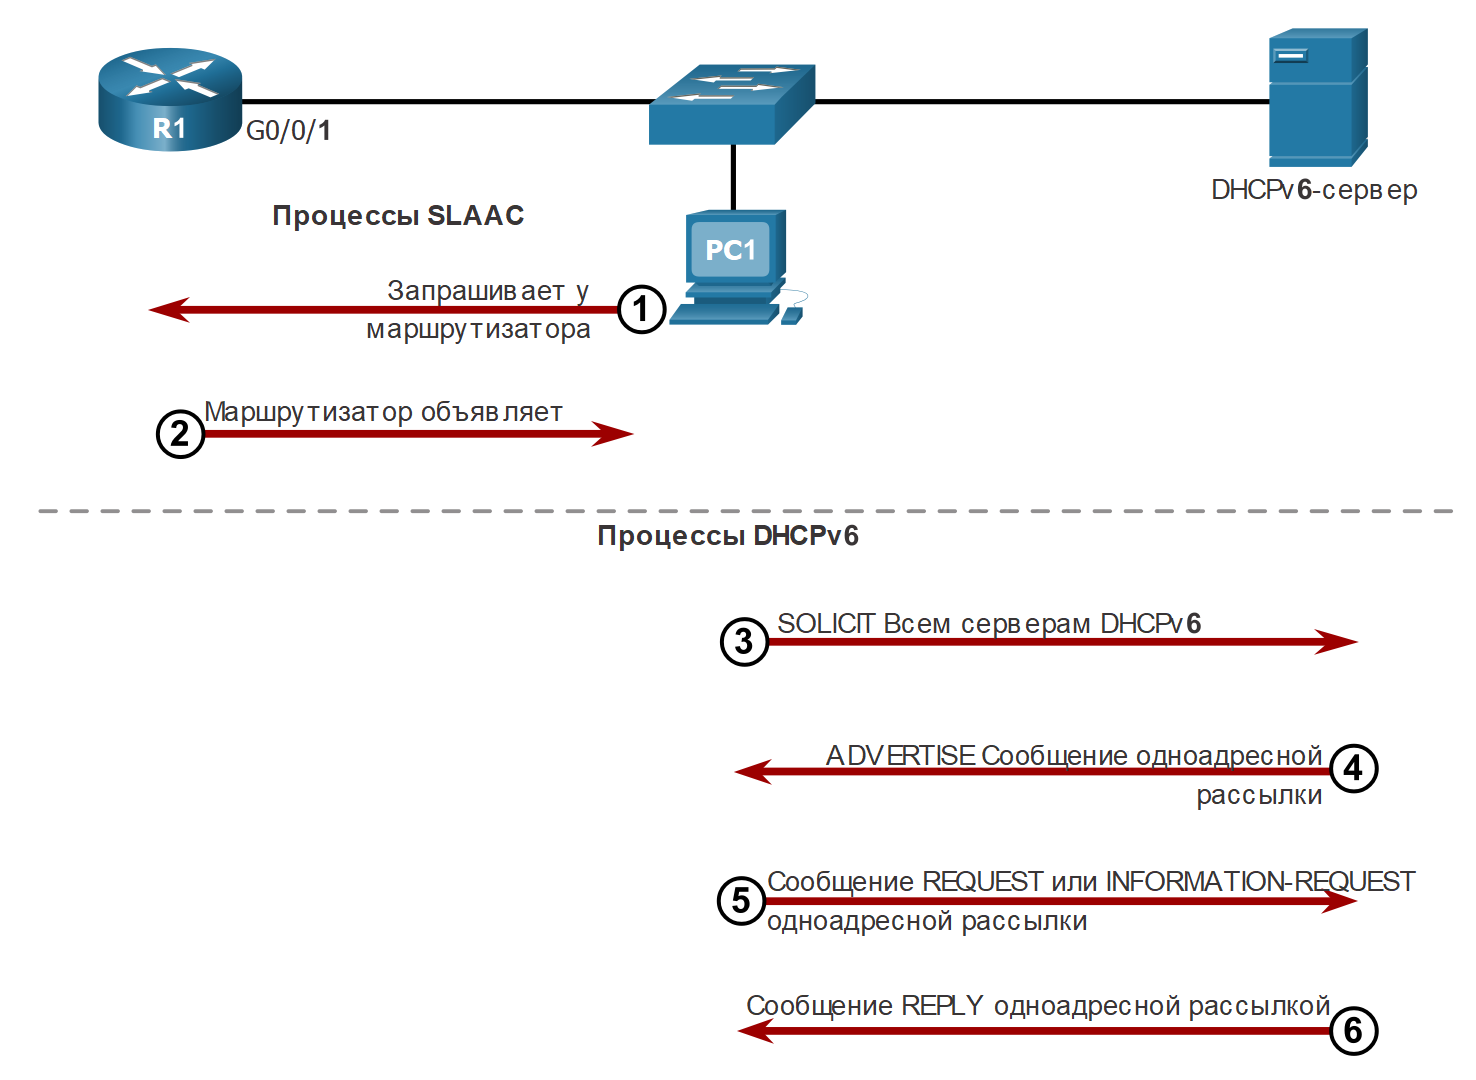 R1
G0/0/1
DHCPv6-сервер
Процессы SLAAC
PC1
Запрашивает у
маршрутизатора
1
Маршрутизатор объявляет
2
Процессы DHCPv6
SOLICIT Всем серверам DHCPv6
3
ADVERTISE Сообщение одноадресной
рассылки
4
Сообщение REQUEST или INFORMATION-REQUEST
одноадресной рассылки
5
Сообщение REPLY одноадресной рассылкой
6